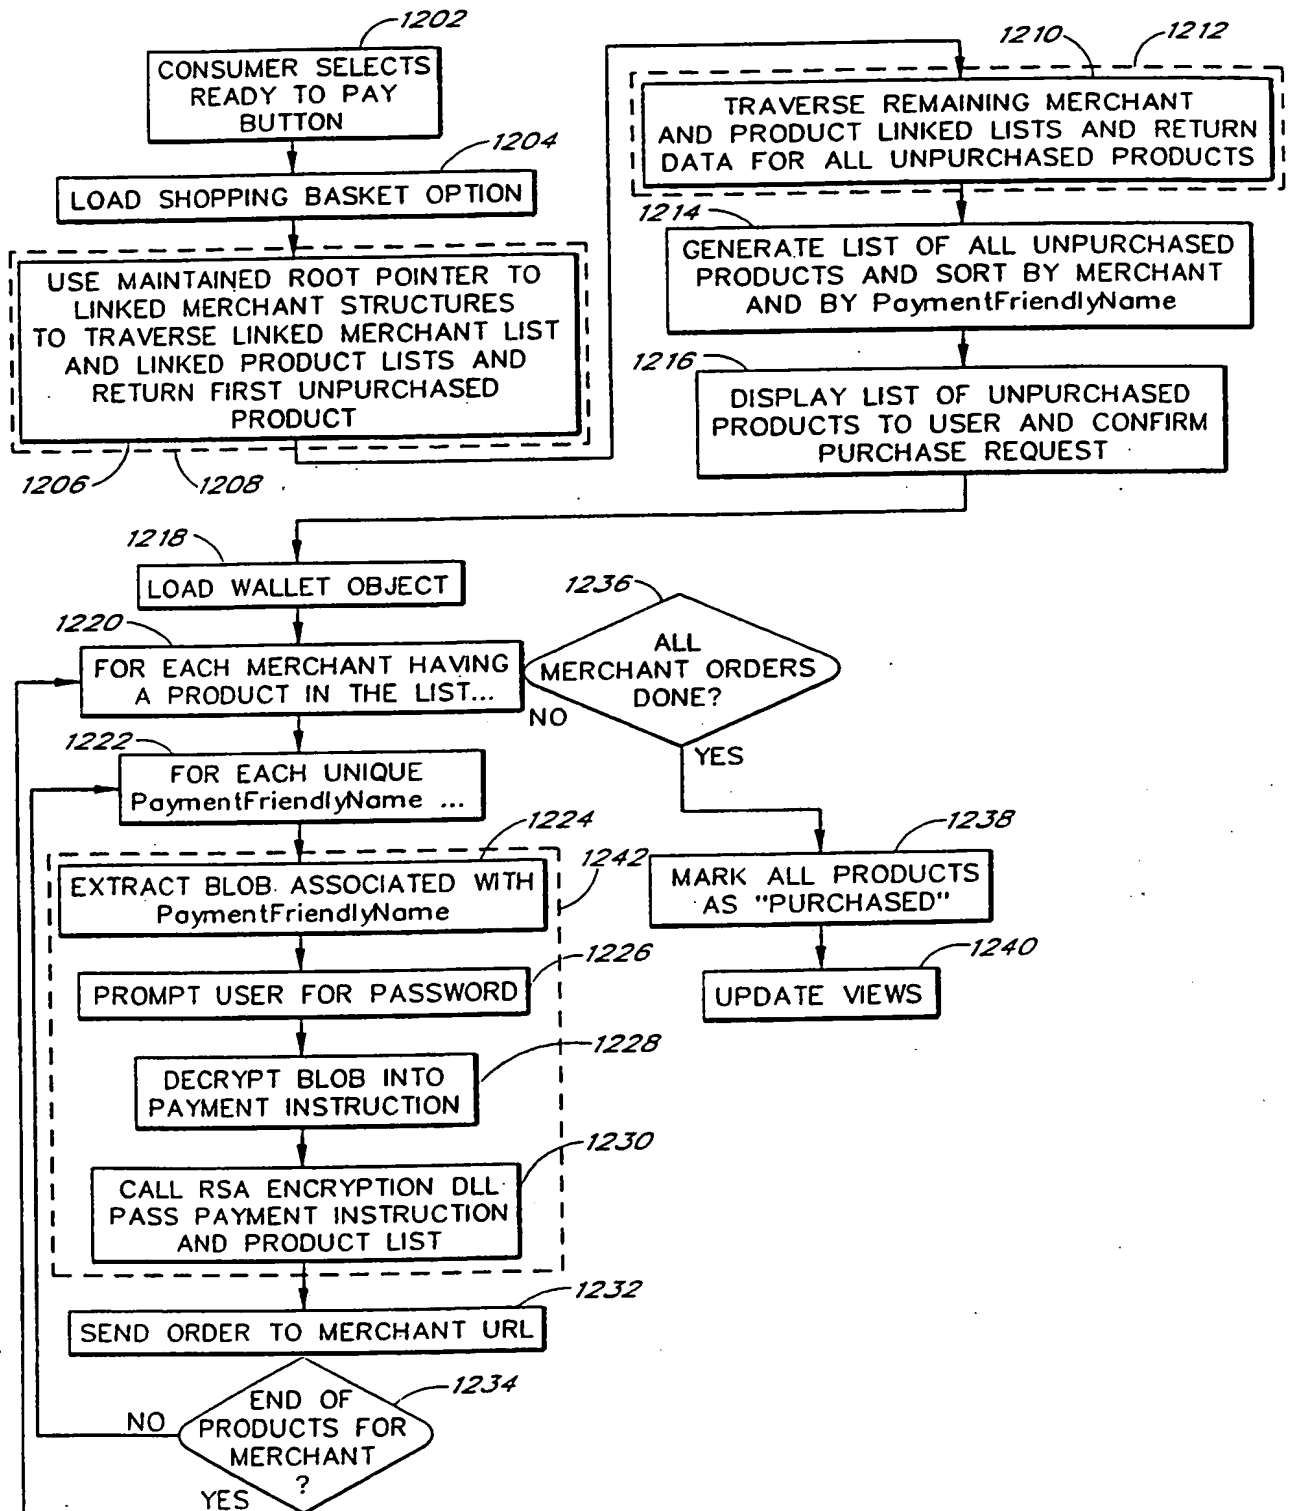 1202
CONSUMER SELECTS
READY TO PAY
BUTTON
1204
LOAD SHOPPING BASKET OPTION
USE MAINTAINED ROOT POINTER TO
LINKED MERCHANT STRUCTURES
TO TRAVERSE LINKED MERCHANT LIST
AND LINKED PRODUCT LISTS AND
RETURN FIRST UNPURCHASED
PRODUCT
1206
1208
1210
1212
TRAVERSE REMAINING MERCHANT
AND PRODUCT LINKED LISTS AND RETURN
DATA FOR ALL UNPURCHASED PRODUCTS
1214
GENERATE LIST OF ALL UNPURCHASED
PRODUCTS AND SORT BY MERCHANT
AND BY PaymentFriendlyName
1216
DISPLAY LIST OF UNPURCHASED
PRODUCTS TO USER AND CONFIRM
PURCHASE REQUEST
1218
LOAD WALLET OBJECT
1220
FOR EACH MERCHANT HAVING
A PRODUCT IN THE LIST...
1236
ALL
MERCHANT ORDERS
DONE?
NO
YES
1222
FOR EACH UNIQUE
PaymentFriendlyName ...
1224
1242
EXTRACT BLOB ASSOCIATED WITH
PaymentFriendlyName
1226
PROMPT USER FOR PASSWORD
1228
DECRYPT BLOB INTO
PAYMENT INSTRUCTION
1230
CALL RSA ENCRYPTION DLL
PASS PAYMENT INSTRUCTION
AND PRODUCT LIST
1232
SEND ORDER TO MERCHANT URL
1234
END OF
PRODUCTS FOR
MERCHANT
?
NO
YES
1238
MARK ALL PRODUCTS
AS "PURCHASED"
1240
UPDATE VIEWS